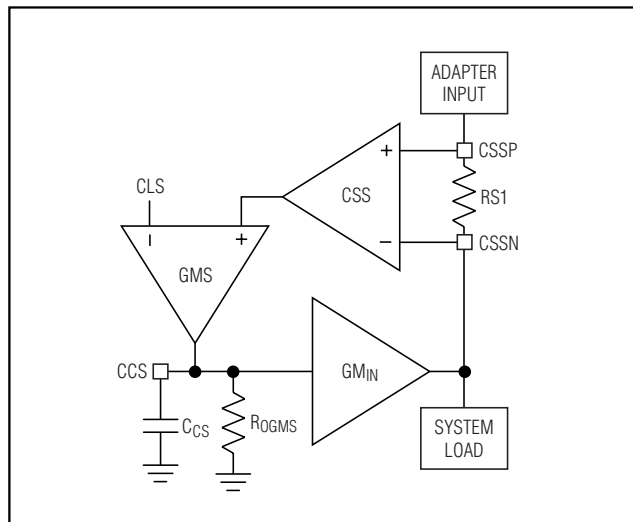 ADAPTER
INPUT
CSSP
+
CSS
RS1
CLS
−
CSSN
− +
GMS
CCS
GMIN
CCS
ROGMS
SYSTEM
LOAD